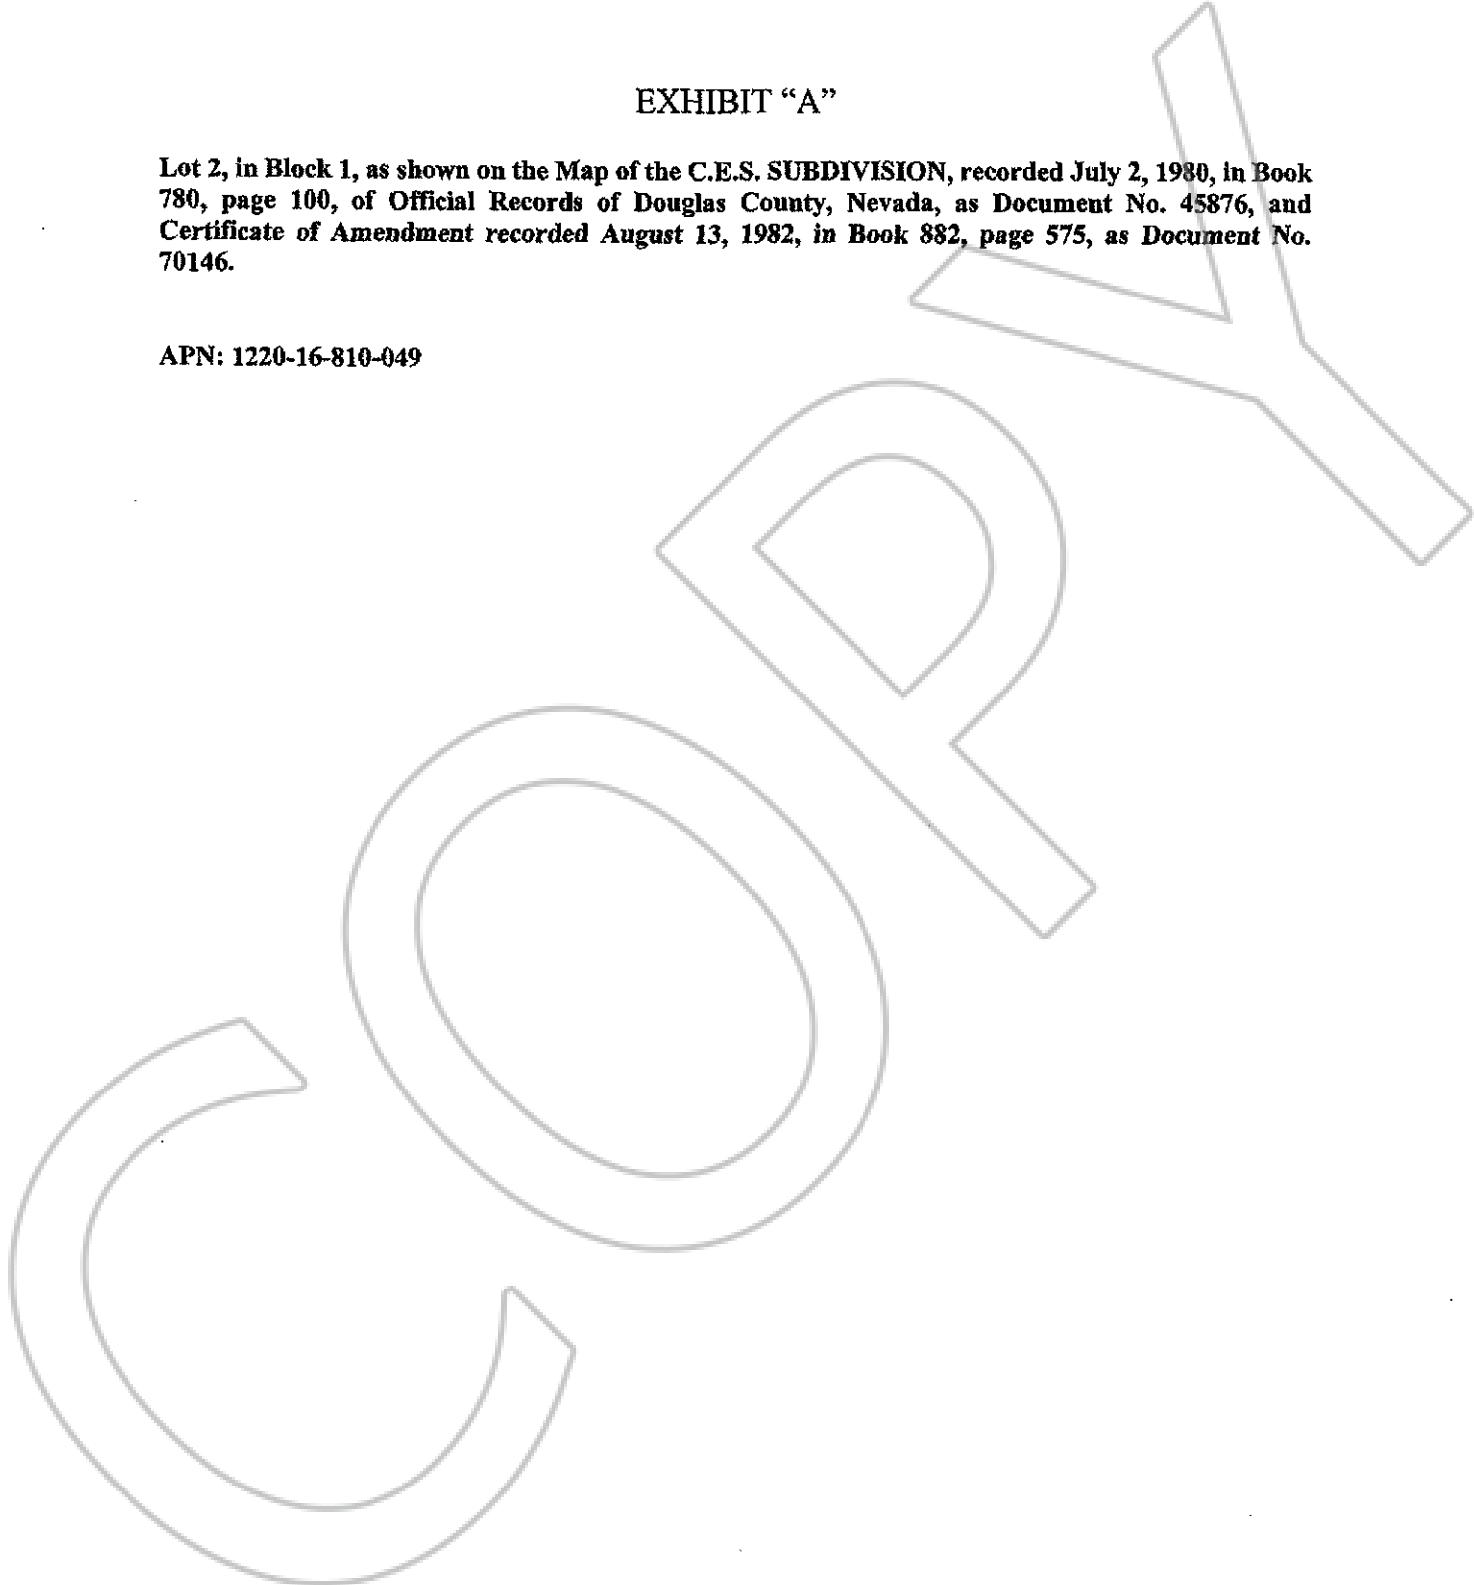 EXHIBIT “A”
Lot 2, in Block 1, as shown on the Map of the C.E.S. SUBDIVISION, recorded July 2, 1980, in Book
780, page 100, of Official Records of Douglas County, Nevada, as Document No. 45876, and
Certificate of Amendment recorded August 13, 1982, in Book 882, page 575, as Document No.
70146.
APN: 1220-16-810-049
COPY